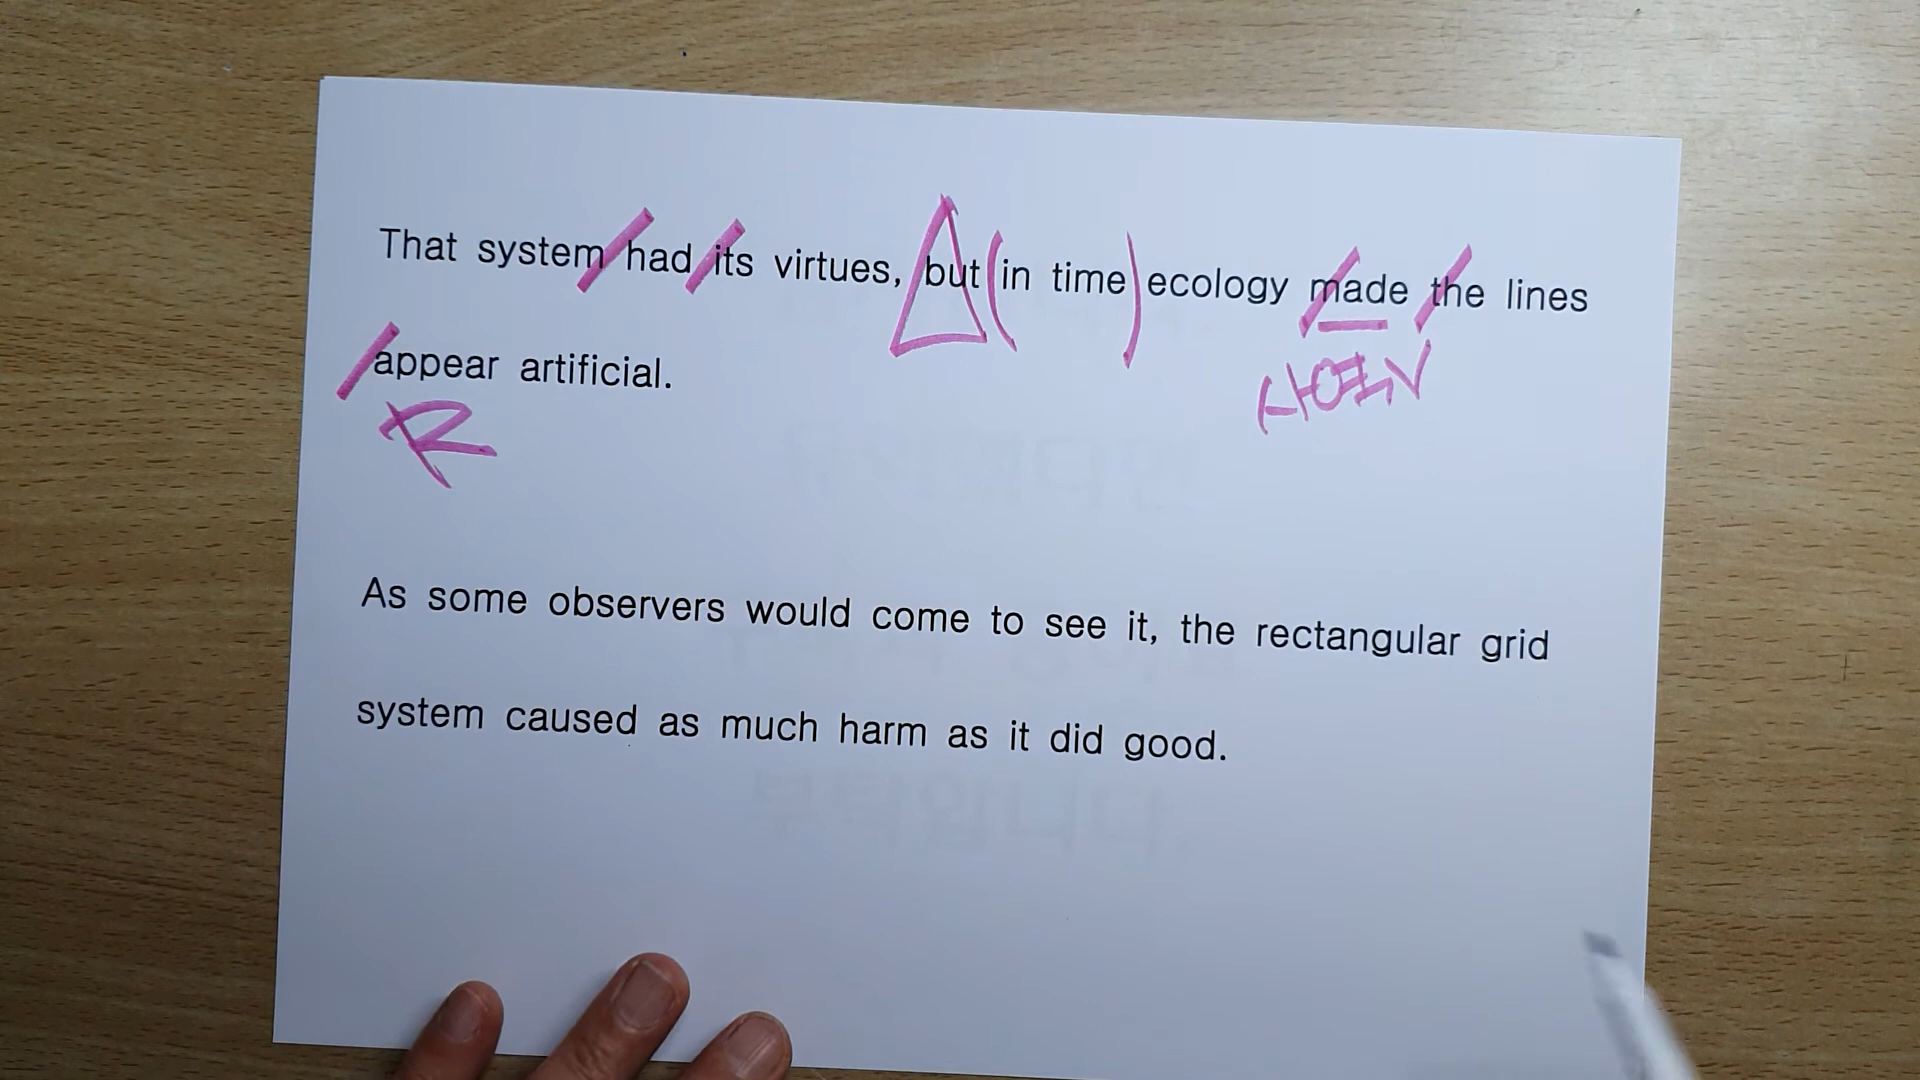 That system had its virtues, but (in time) ecology made the lines
appear artificial.
사역V
R
As some observers would come to see it, the rectangular grid
system caused as much harm as it did good.